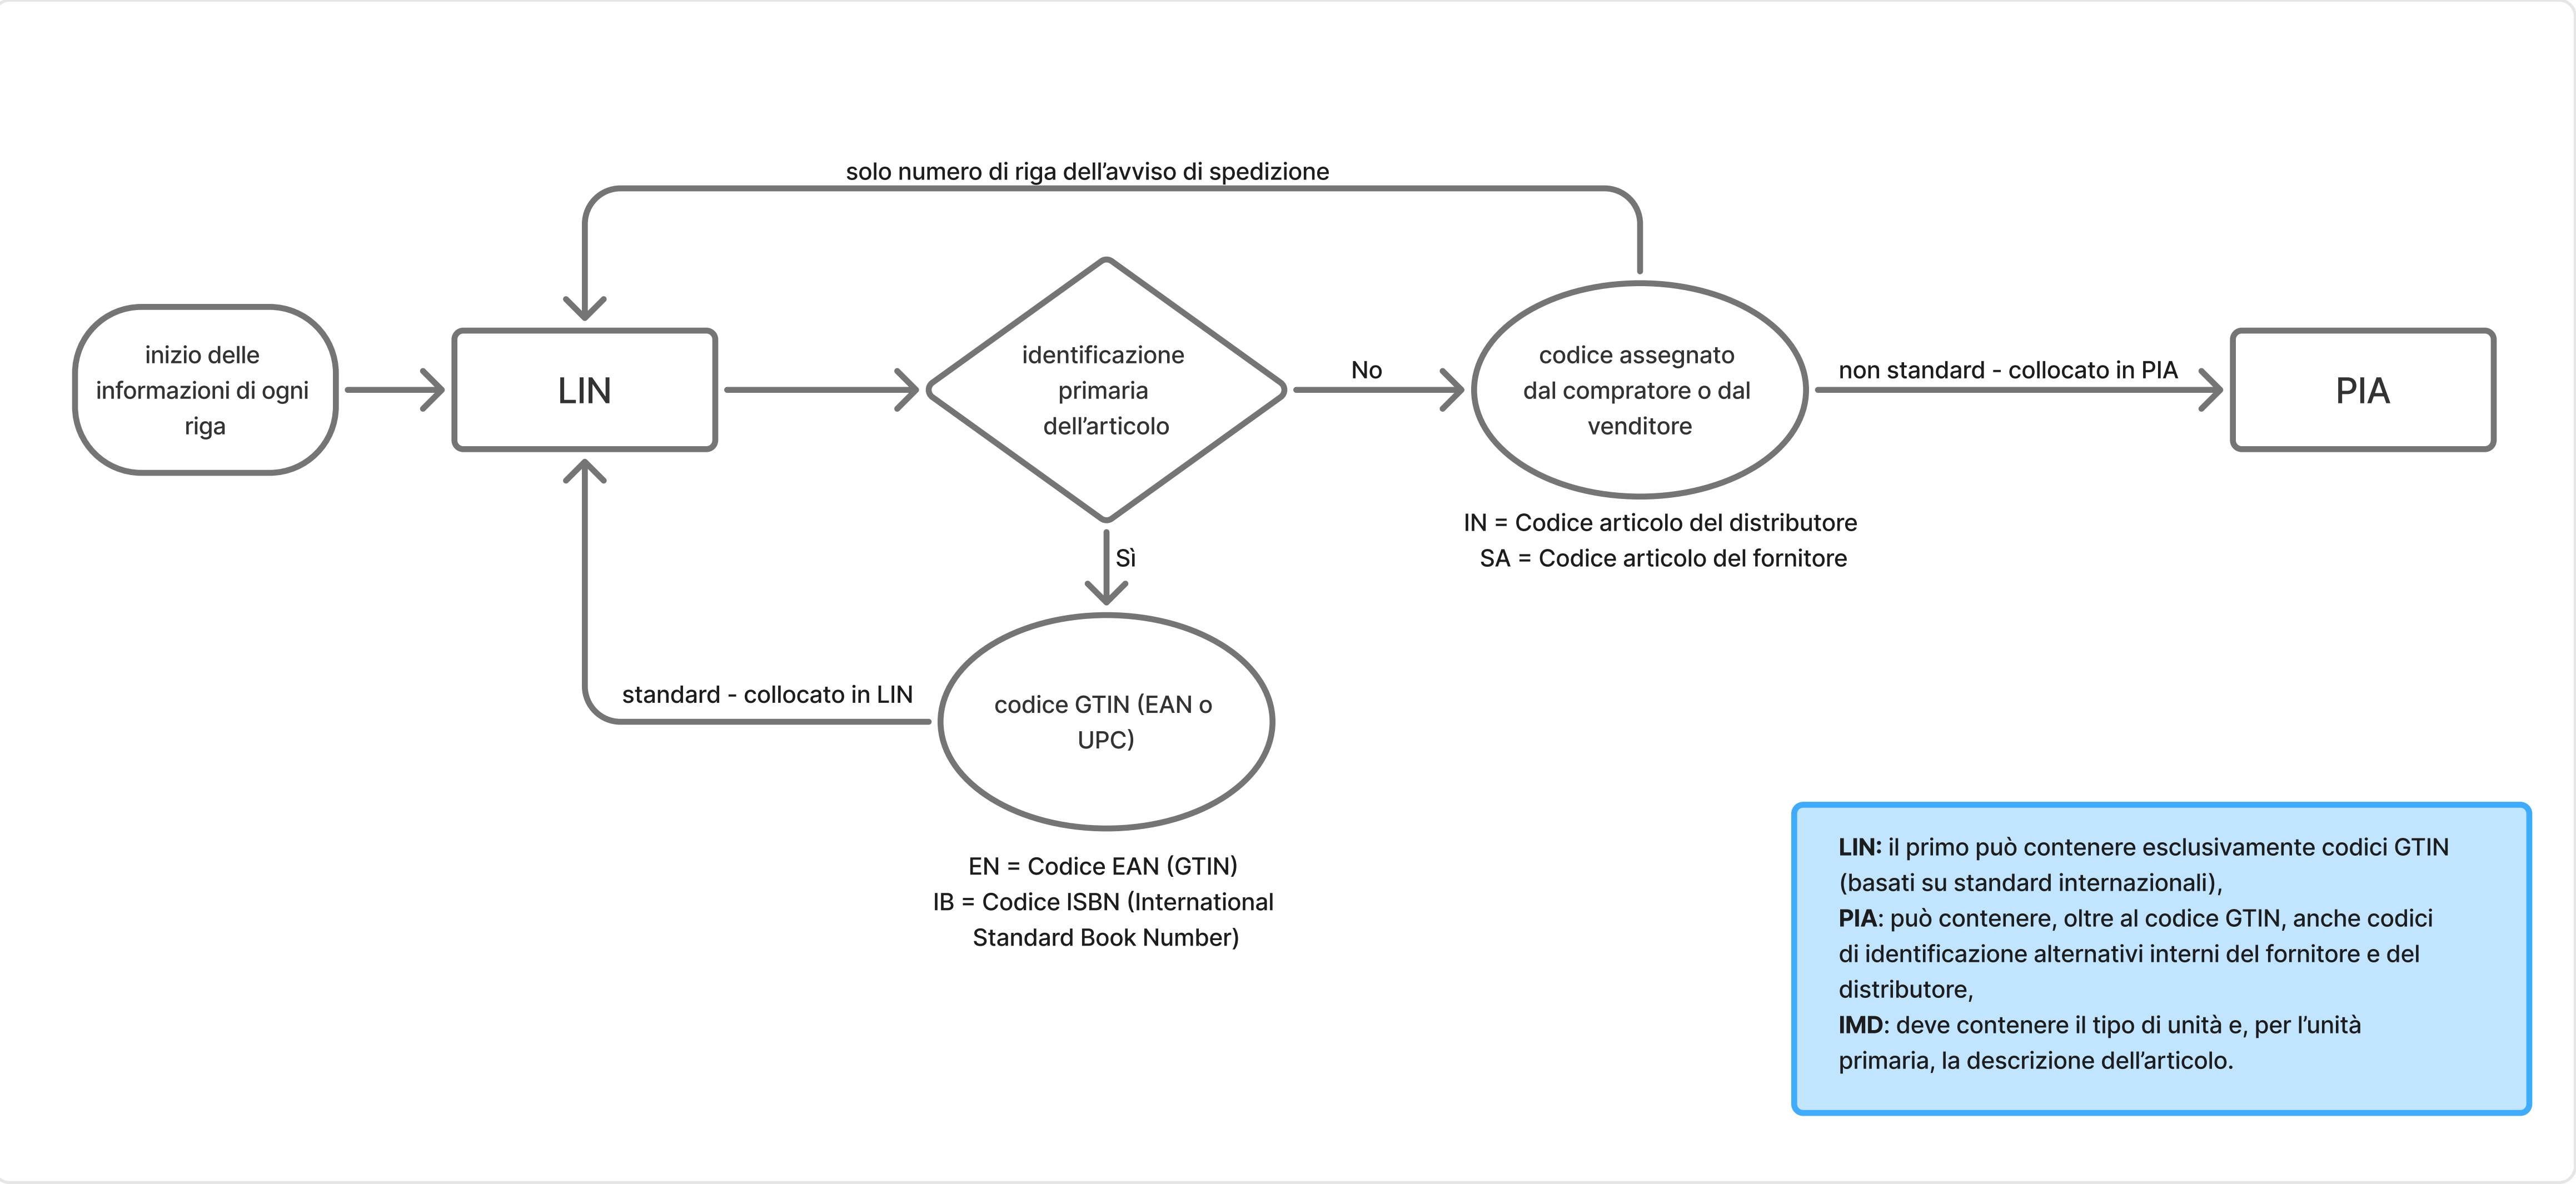 solo numero di riga dell’avviso di spedizione
inizio delle
informazioni di ogni
riga
LIN
identificazione
primaria
dell’articolo
No
codice assegnato
dal compratore o dal
venditore
non standard - collocato in PIA
PIA
IN = Codice articolo del distributore
SA = Codice articolo del fornitore
Sì
standard - collocato in LIN
codice GTIN (EAN o
UPC)
EN = Codice EAN (GTIN)
IB = Codice ISBN (International
Standard Book Number)
LIN: il primo può contenere esclusivamente codici GTIN
(basati su standard internazionali),
PIA: può contenere, oltre al codice GTIN, anche codici
di identificazione alternativi interni del fornitore e del
distributore,
IMD: deve contenere il tipo di unità e, per l’unità
primaria, la descrizione dell’articolo.